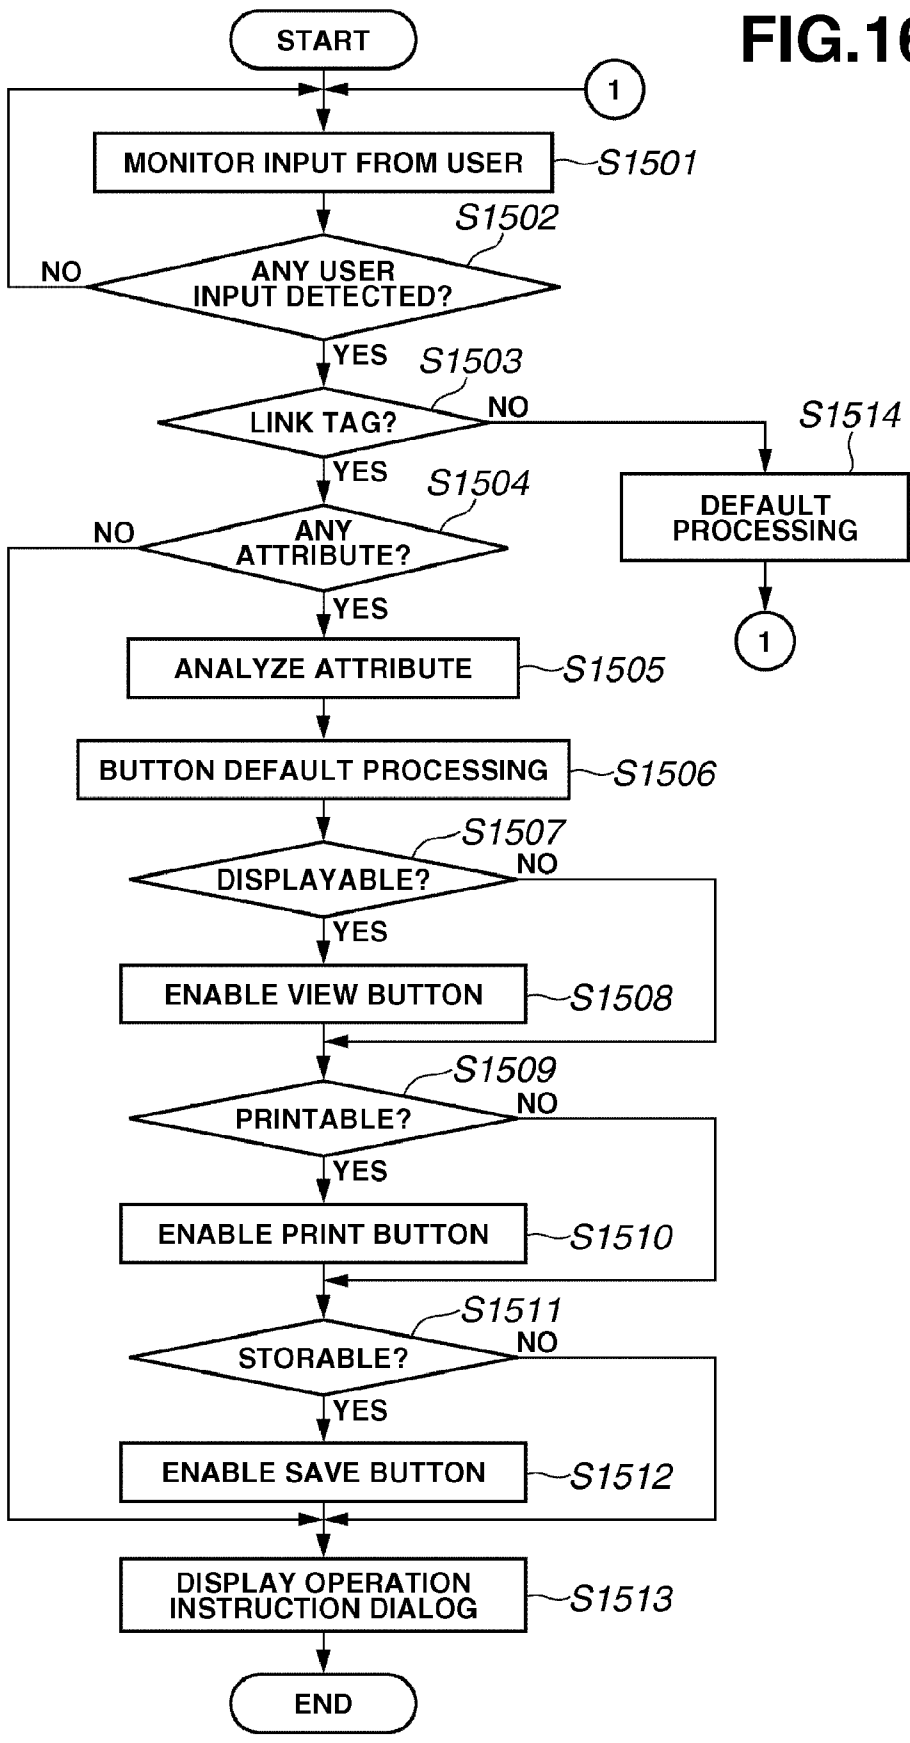 FIG.16
START
1
MONITOR INPUT FROM USER
S1501
S1502
ANY USER
INPUT DETECTED?
NO
YES
S1503
LINK TAG?
NO
YES
S1514
DEFAULT
PROCESSING
1
S1504
ANY
ATTRIBUTE?
NO
YES
ANALYZE ATTRIBUTE
S1505
BUTTON DEFAULT PROCESSING
S1506
S1507
DISPLAYABLE?
NO
YES
ENABLE VIEW BUTTON
S1508
S1509
PRINTABLE?
NO
YES
ENABLE PRINT BUTTON
S1510
S1511
STORABLE?
NO
YES
ENABLE SAVE BUTTON
S1512
DISPLAY OPERATION
INSTRUCTION DIALOG
S1513
END